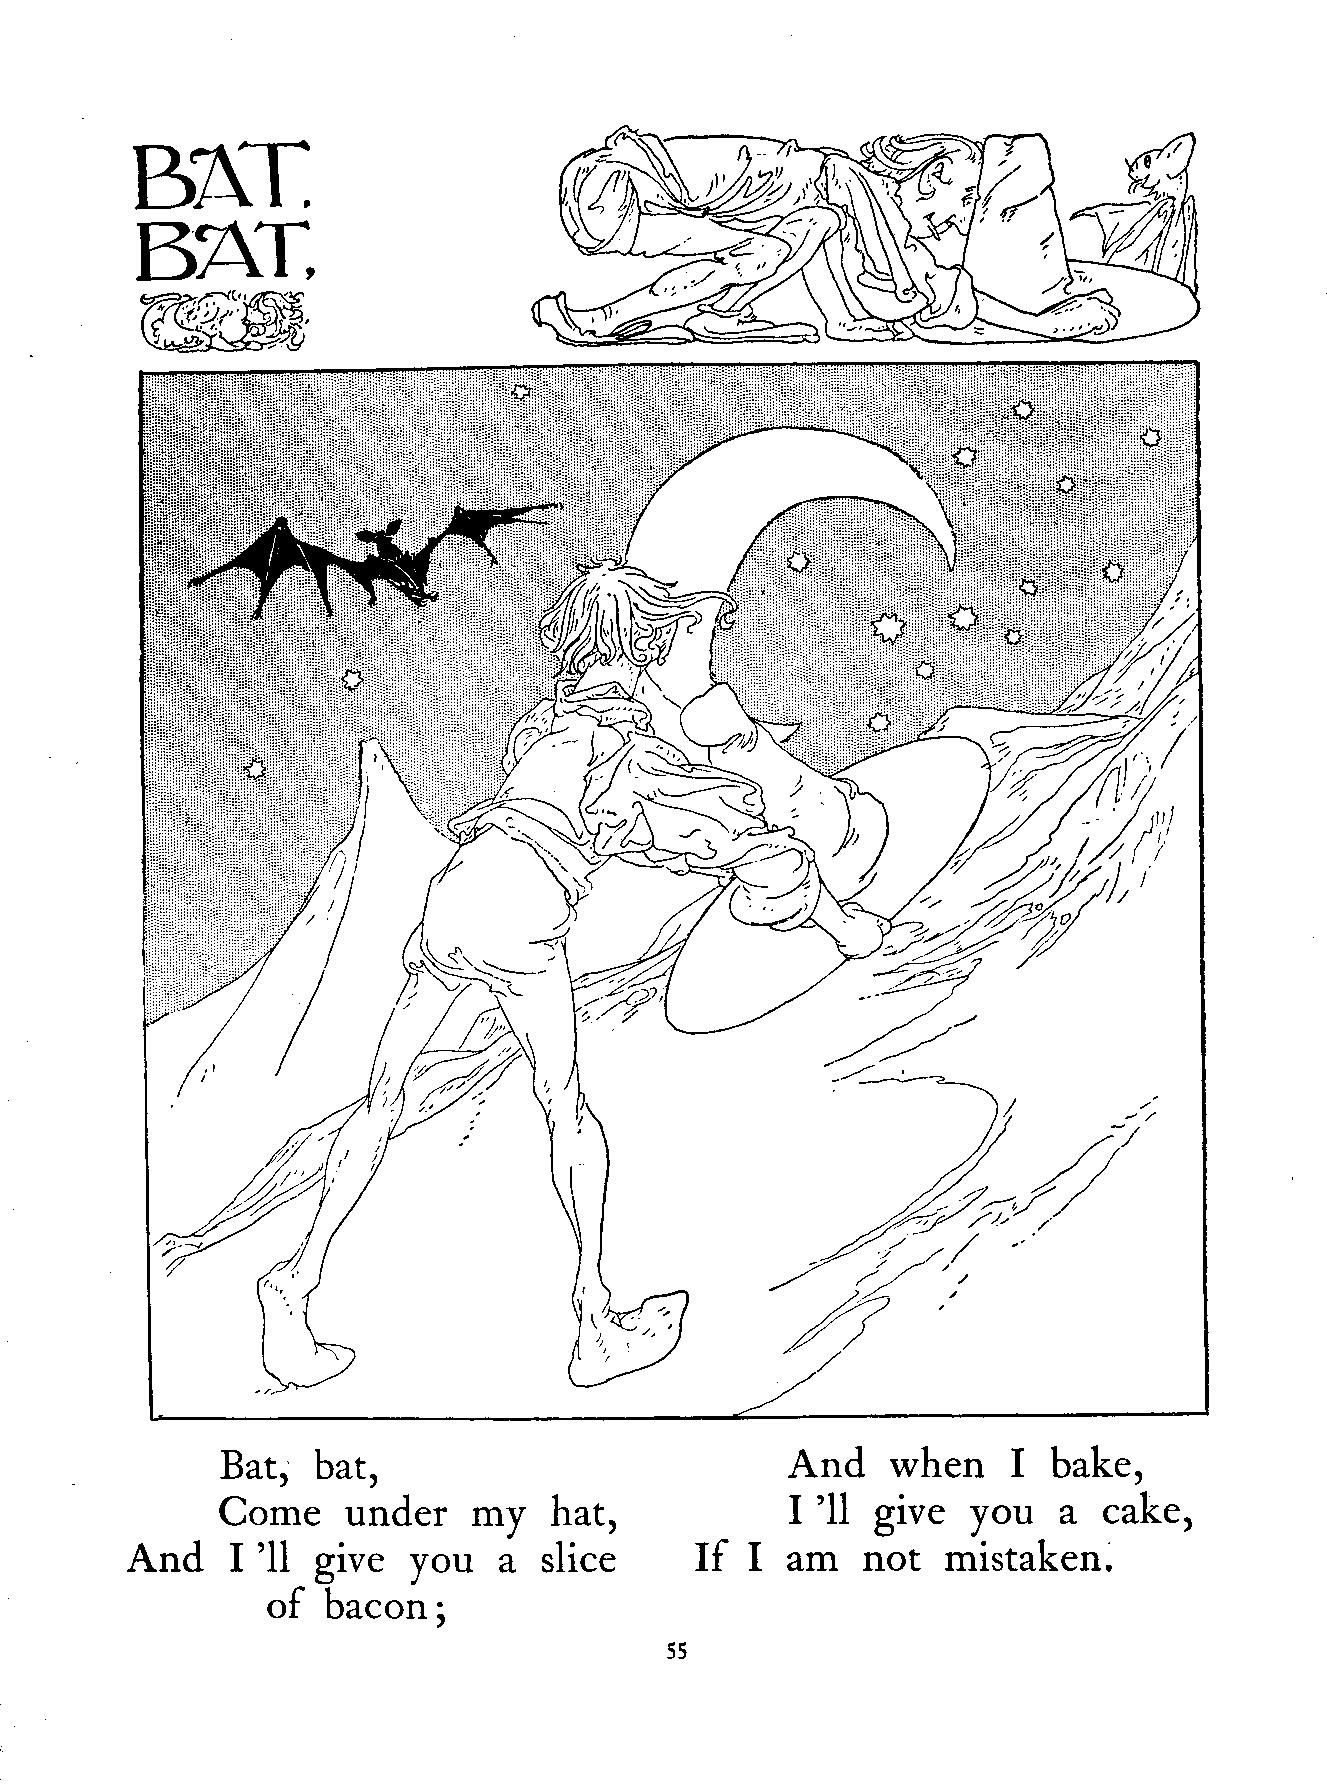 BAT.
BAT,
Bat, bat,
Come under my hat,
And I 'll give you a slice
of bacon;
And when I bake,
I 'll give you a cake,
If I am not mistaken.
55